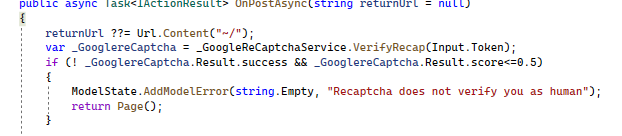 public async Task<IActionResult> OnPostAsync(string returnUrl = null)
{
returnUrl ??= Url.Content("~/");
var _GooglereCaptcha = _GoogleReCaptchaService.VerifyRecap(Input.Token);
if (! _GooglereCaptcha.Result.success && _GooglereCaptcha.Result.score<=0.5)
{
ModelState.AddModelError(string.Empty, "Recaptcha does not verify you as human");
return Page();
}